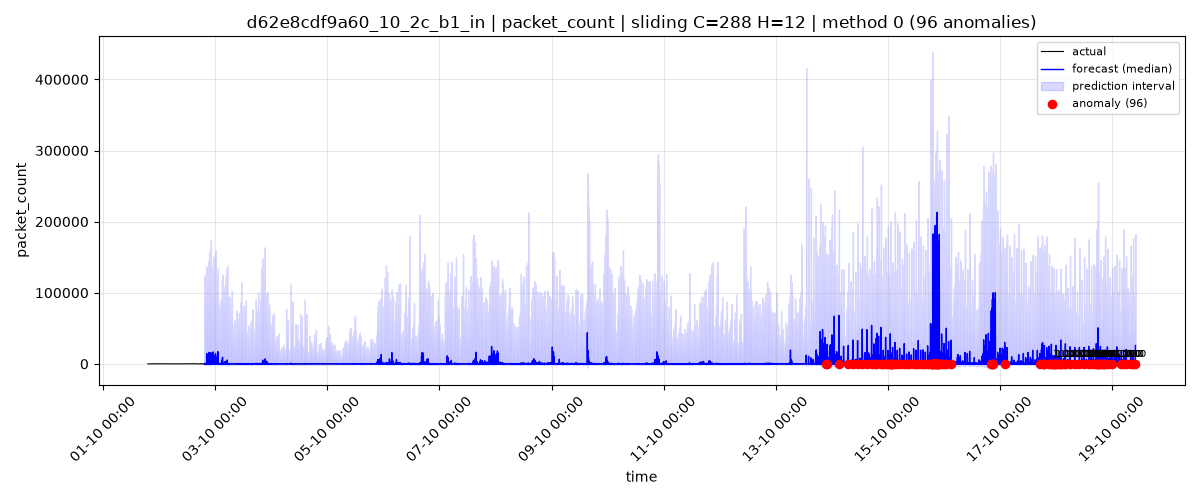 d62e8cdf9a60_10_2c_b1_in | packet_count | sliding C=288 H=12 | method 0 (96 anomalies)
actual
forecast (median)
prediction interval
anomaly (96)
400000
300000
200000
100000
0
packet_count
01-10 00:00
03-10 00:00
05-10 00:00
07-10 00:00
09-10 00:00
11-10 00:00
13-10 00:00
15-10 00:00
17-10 00:00
19-10 00:00
time